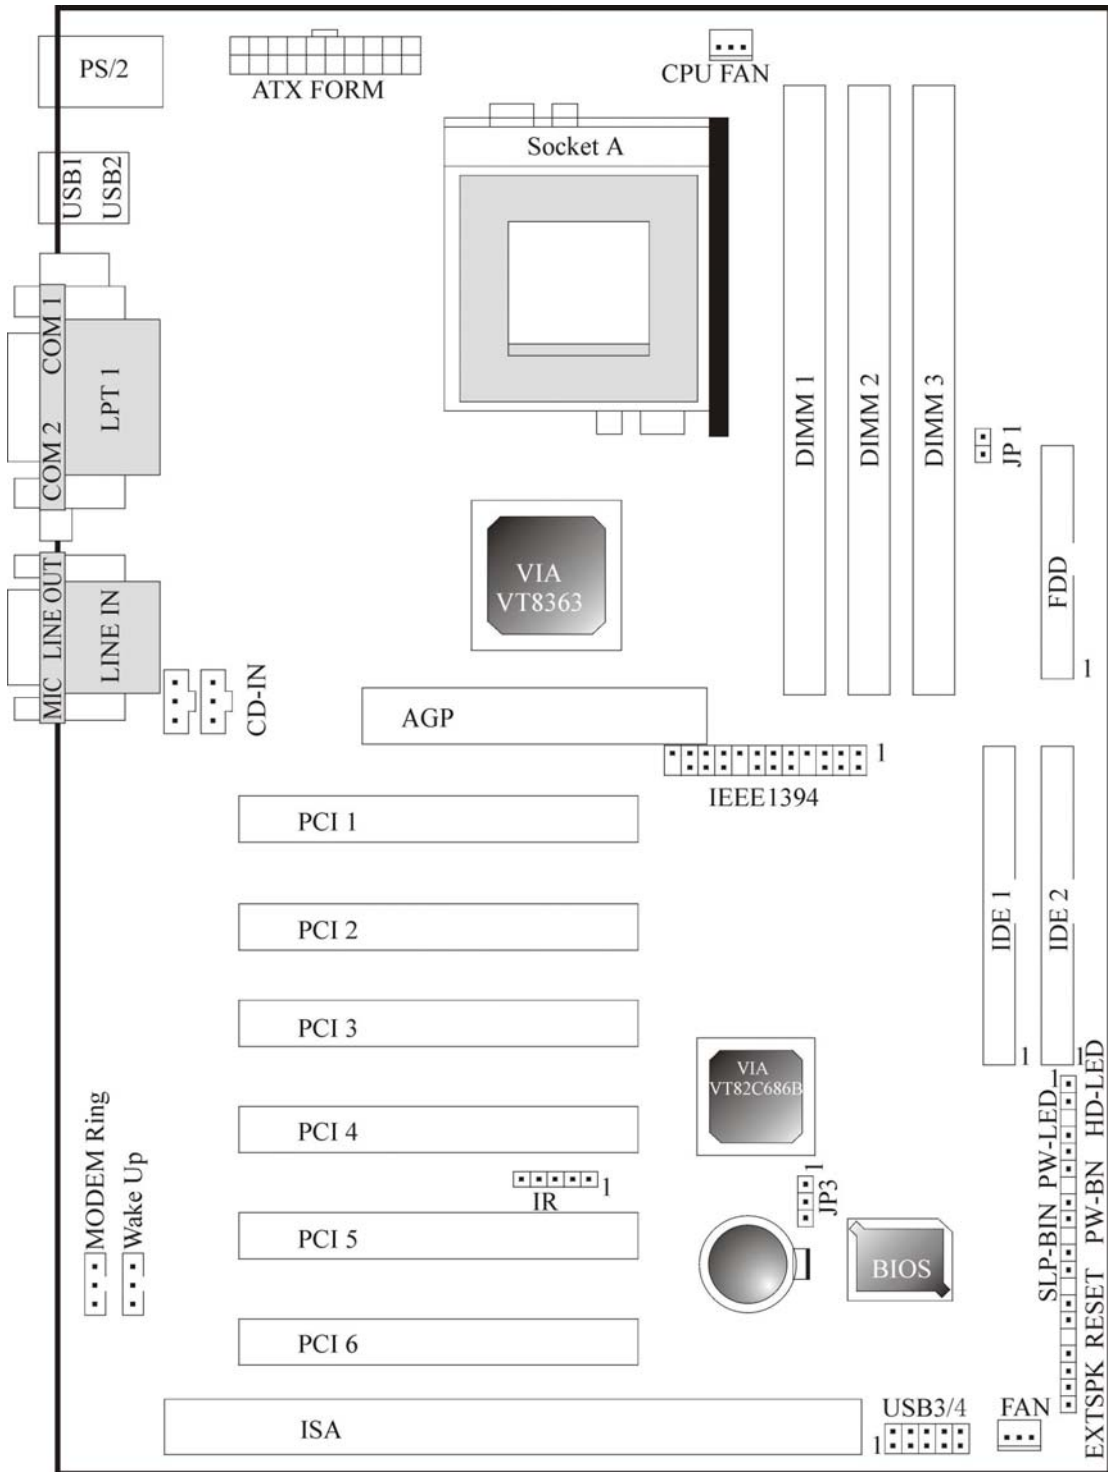 PS/2
ATX FORM
CPU FAN
Socket A
USB1
USB2
COM 1
COM 2
LPT 1
DIMM 1
DIMM 2
DIMM 3
JP 1
FDD
1
VIA
VT8363
MIC
LINE OUT
LINE IN
CD-IN
AGP
1
IEEE1394
PCI 1
PCI 2
PCI 3
IDE 1
IDE 2
1
1
VIA
VT82C686B
PCI 4
IR
1
1
JP3
MODEM Ring
Wake Up
PCI 5
BIOS
1
HD-LED
PW-LED
PW-BN
SLP-BIN
RESET
EXTSPK
PCI 6
ISA
USB3/4
1
FAN